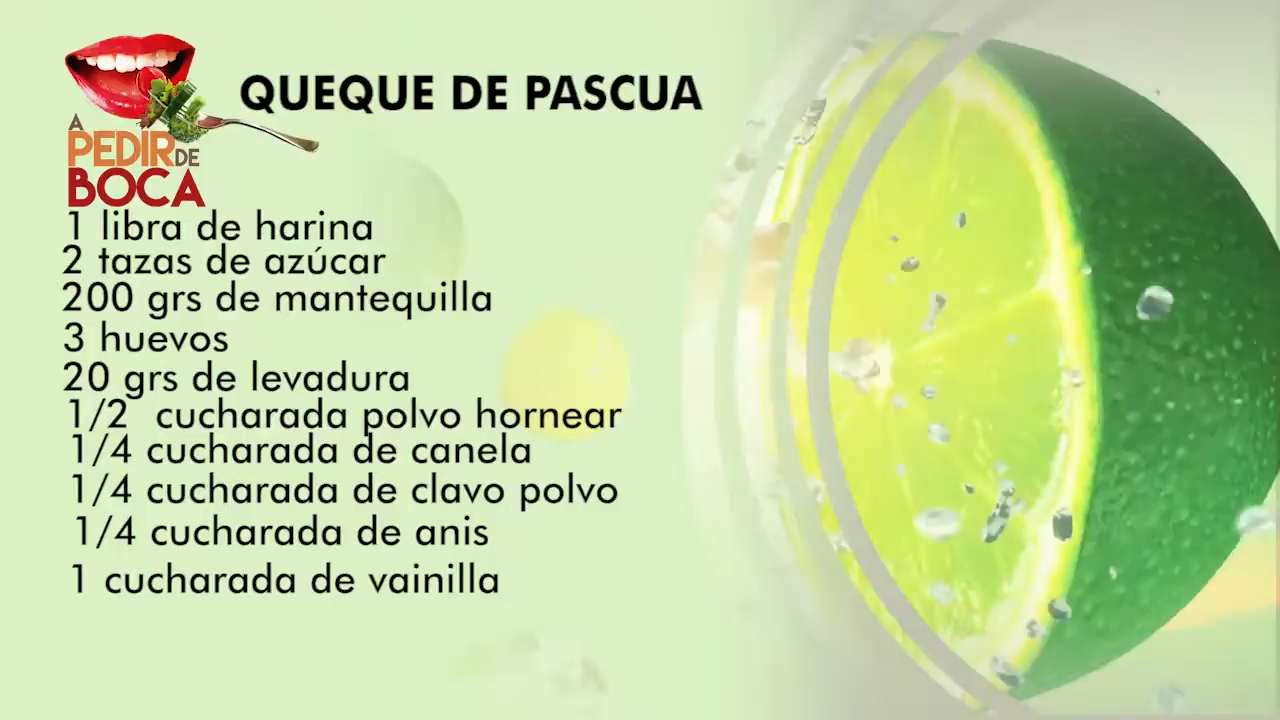 QUEQUE DE PASCUA
A
PEDIR DE
BOCA
1 libra de harina
2 tazas de azúcar
200 grs de mantequilla
3 huevos
20 grs de levadura
1/2 cucharada polvo hornear
1/4 cucharada de canela
1/4 cucharada de clavo polvo
1/4 cucharada de anis
1 cucharada de vainilla